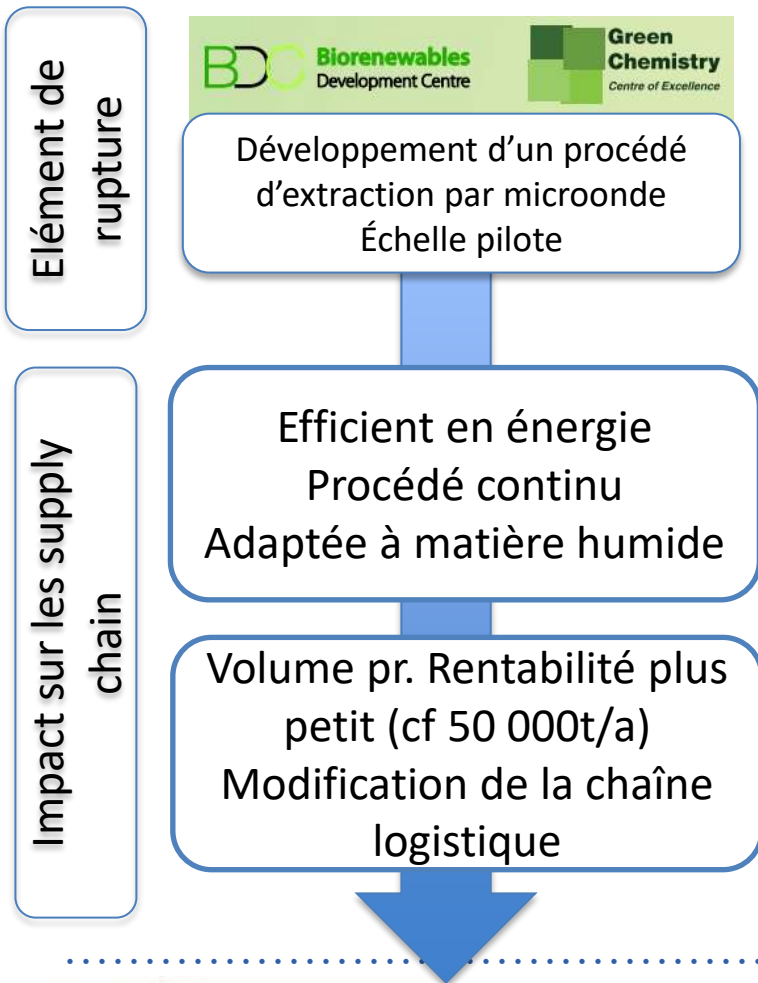 Elément de
rupture
BDC Biorenewables
Development Centre
Green
Chemistry
Centre of Excellence
Développement d’un procédé
d’extraction par microonde
Échelle pilote
Impact sur les supply
chain
Efficient en énergie
Procédé continu
Adaptée à matière humide
Volume pr. Rentabilité plus
petit (cf 50 000t/a)
Modification de la chaîne
logistique